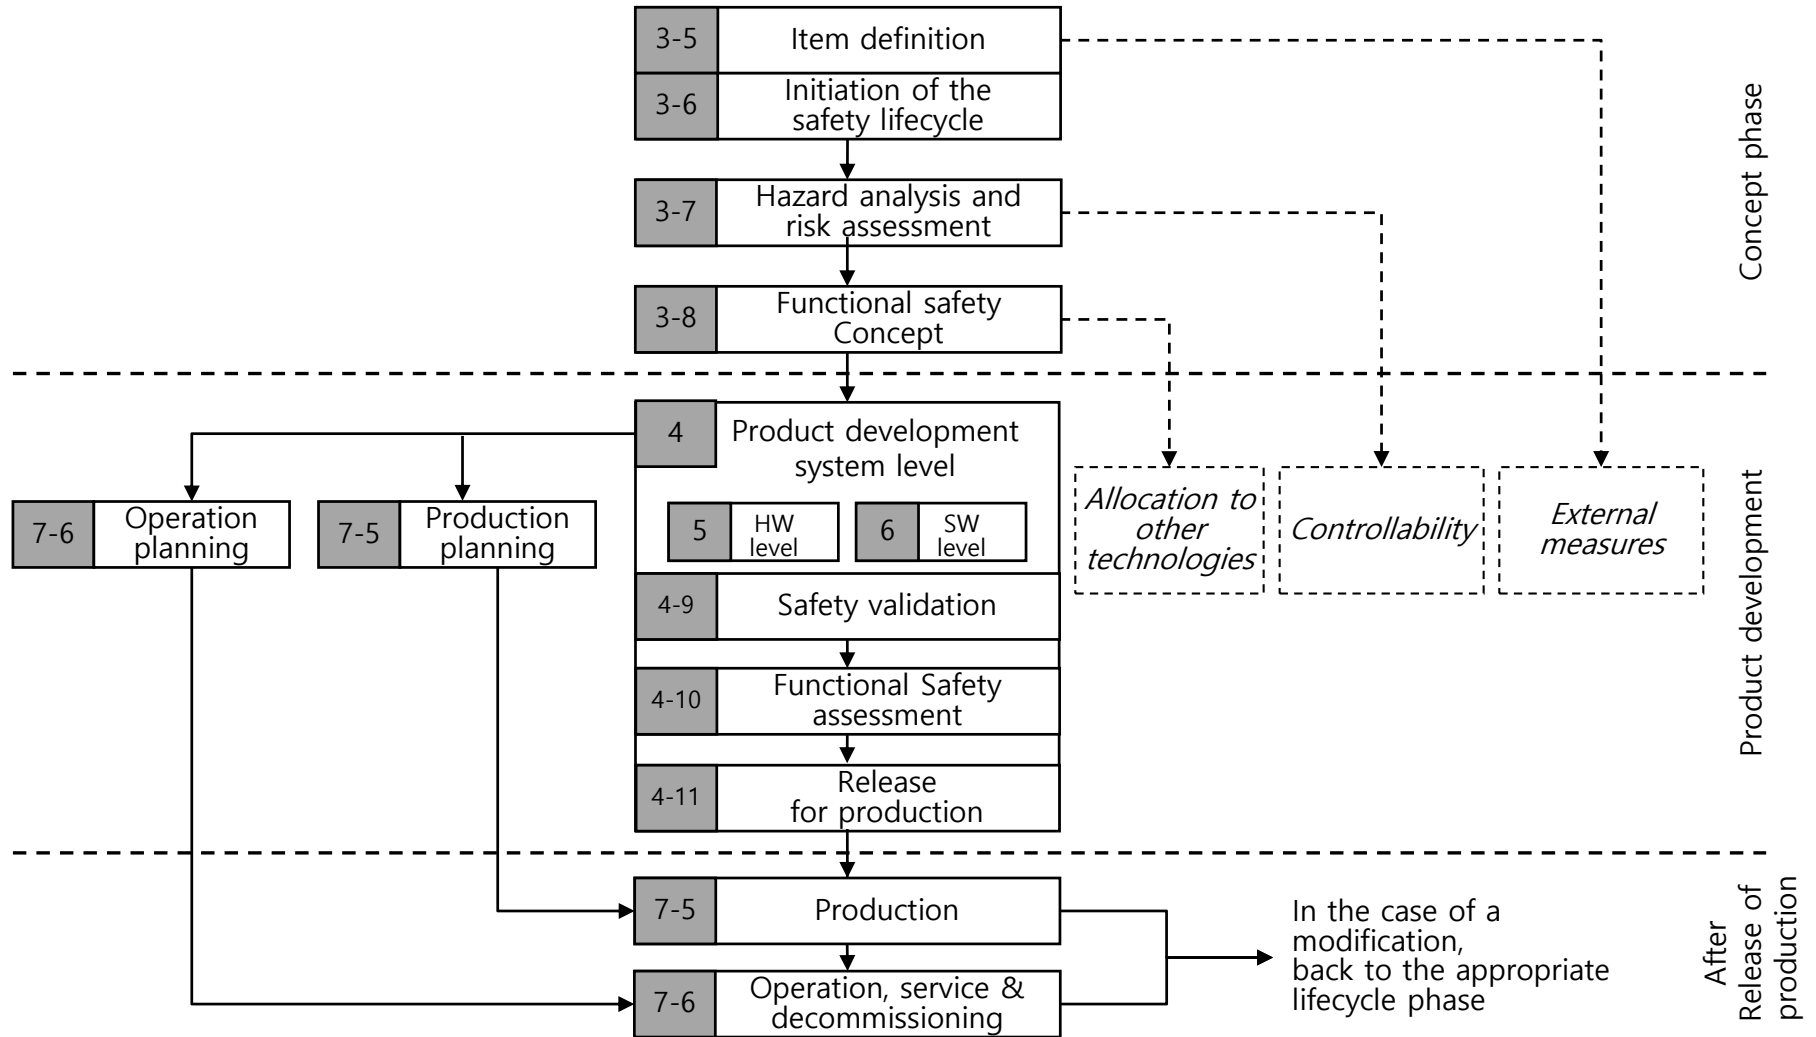 3-5
Item definition
3-6
Initiation of the
safety lifecycle
3-7
Hazard analysis and
risk assessment
3-8
Functional safety
Concept
Concept phase
4
Product development
system level
5
HW
level
6
SW
level
7-6
Operation
planning
7-5
Production
planning
Allocation to
other
technologies
Controllability
External
measures
4-9
Safety validation
4-10
Functional Safety
assessment
4-11
Release
for production
Product development
7-5
Production
7-6
Operation, service &
decommissioning
In the case of a
modification,
back to the appropriate
lifecycle phase
After
Release of
production